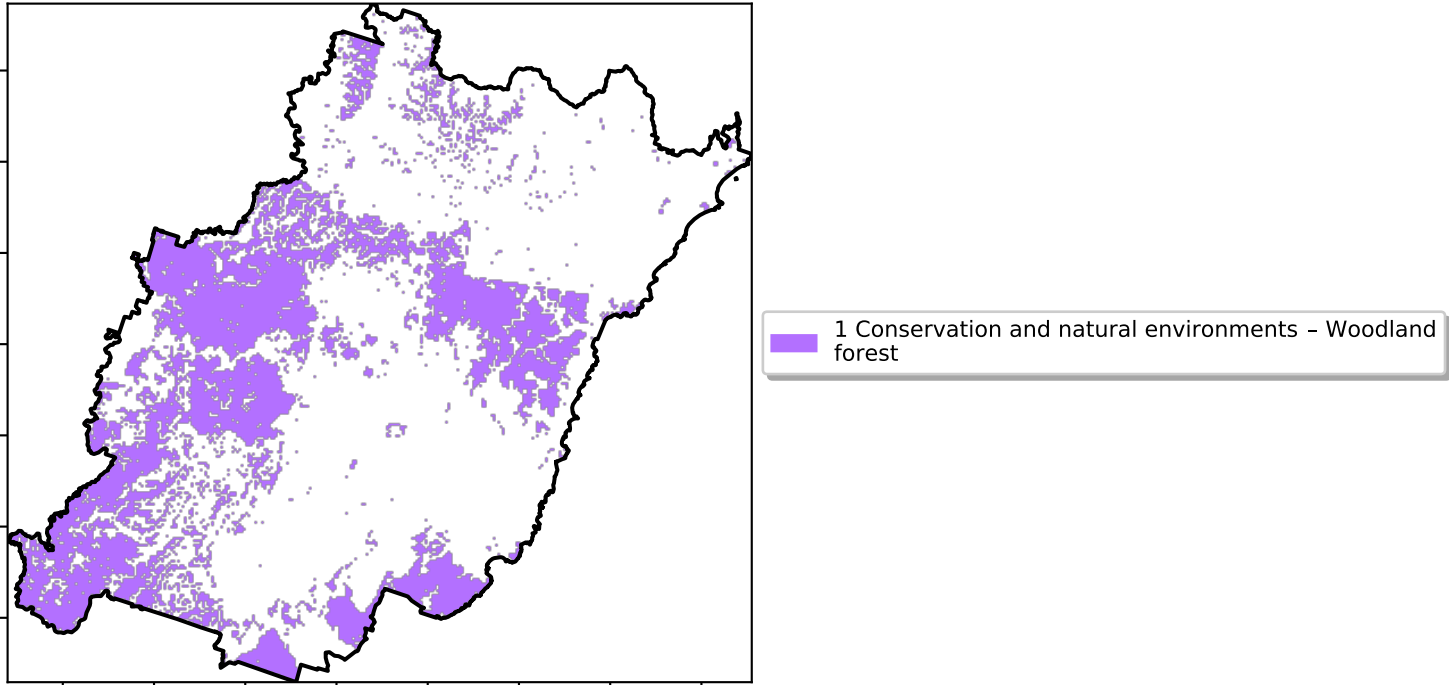 1 Conservation and natural environments – Woodland
forest